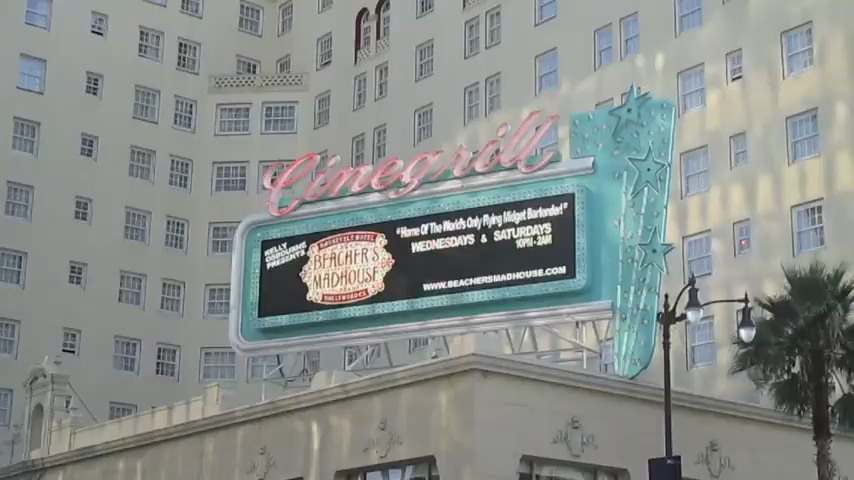 Cinegrill
KELLY
OSBOURNE
PRESENTS
ROOSEVELT HOTEL
BEACHER'S
MADHOUSE
HOLLYWOOD CA
"Home Of The World's Only Flying Midget Bartender!"
WEDNESDAYS & SATURDAYS
10PM-2AM
WWW.BEACHERSMADHOUSE.COM